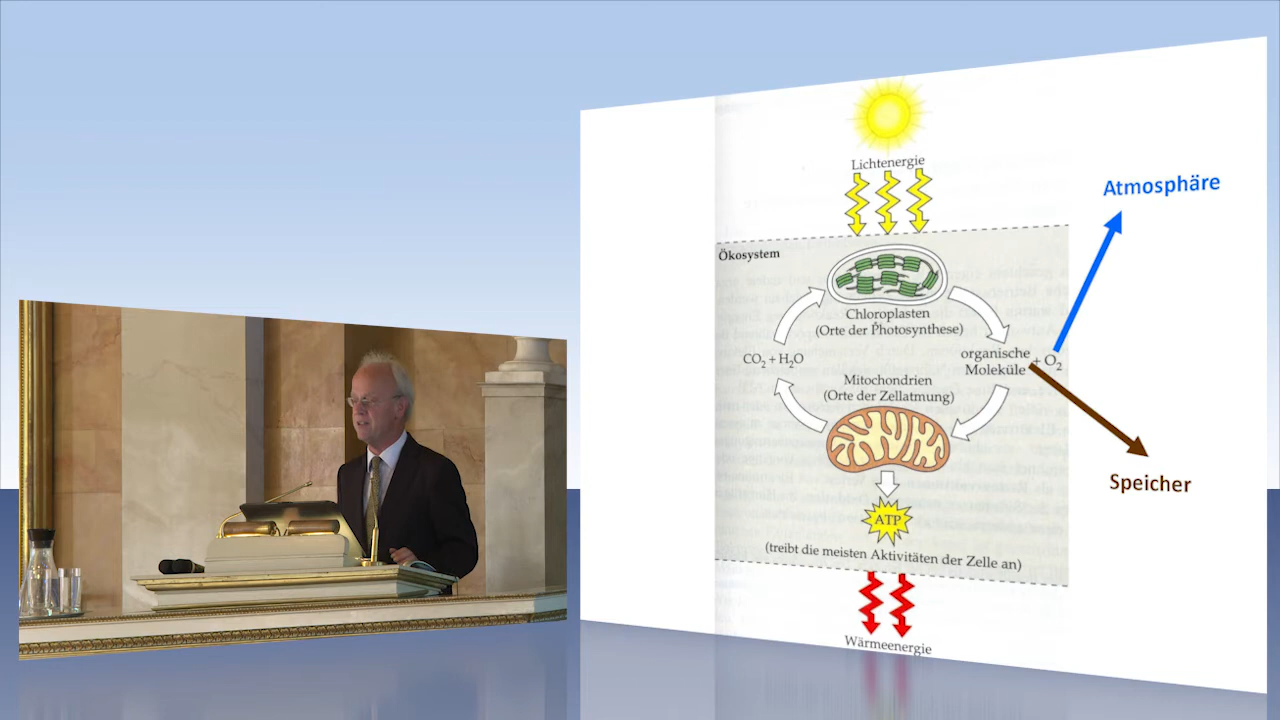 Lichtenergie
Atmosphäre
Ökosystem
Chloroplasten
(Orte der Photosynthese)
CO₂ + H₂O
organische
Moleküle
+ O₂
Mitochondrien
(Orte der Zellatmung)
Speicher
ATP
(treibt die meisten Aktivitäten der Zelle an)
Wärmeenergie